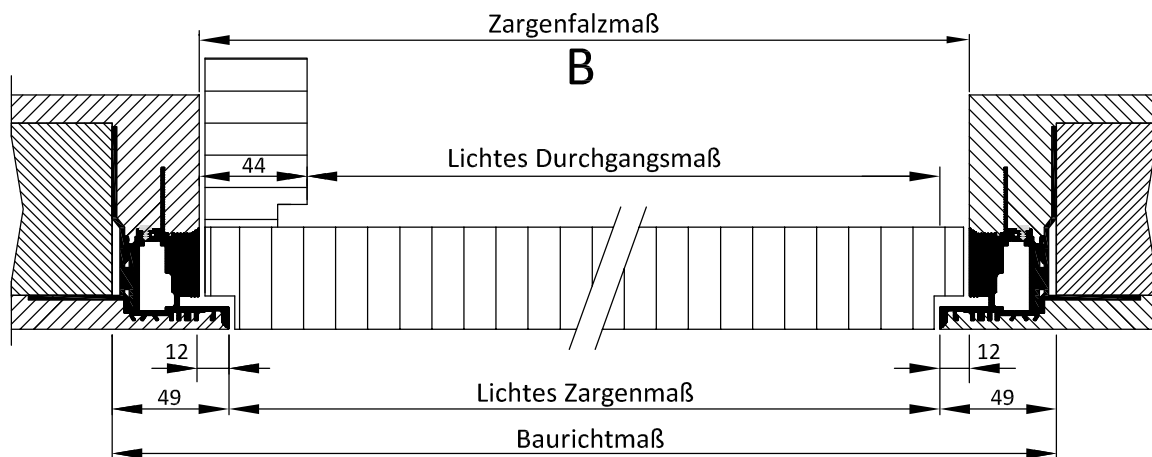 Zargenfalzmaß
B
Lichtes Durchgangsmaß
44
12
12
Lichtes Zargenmaß
49
49
Baurichtmaß